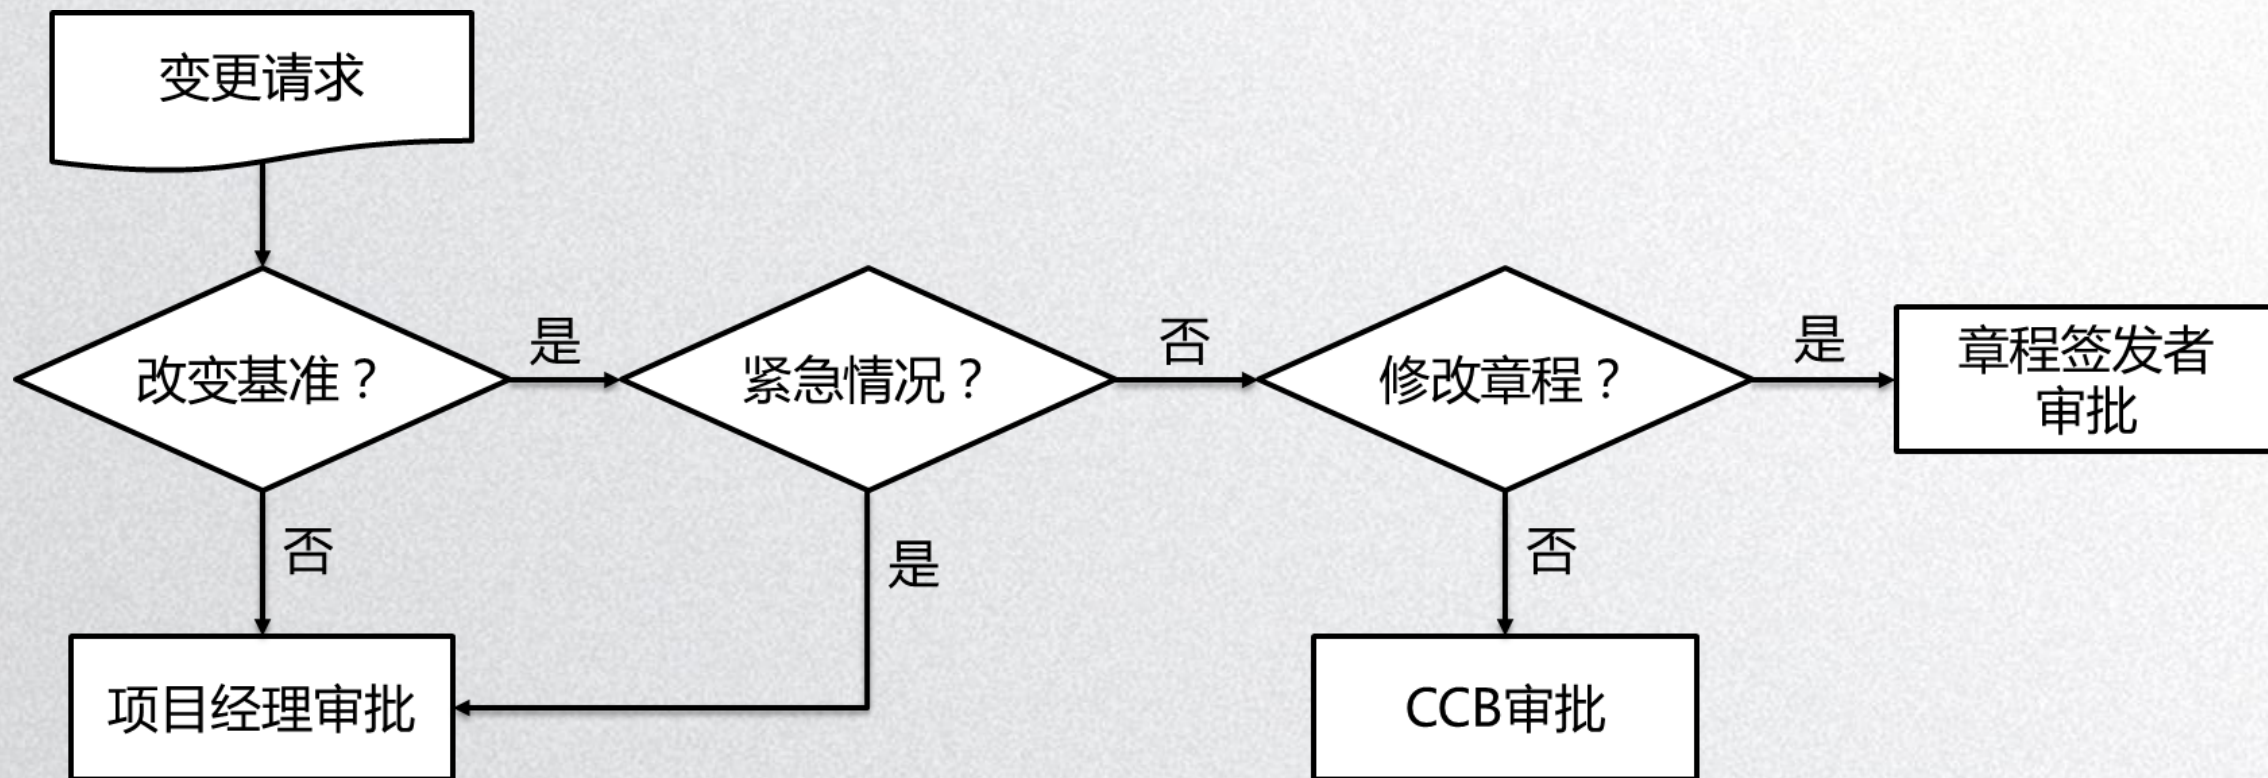 变更请求
改变基准？
是
紧急情况？
否
修改章程？
是
章程签发者
审批
否
是
否
项目经理审批
CCB审批